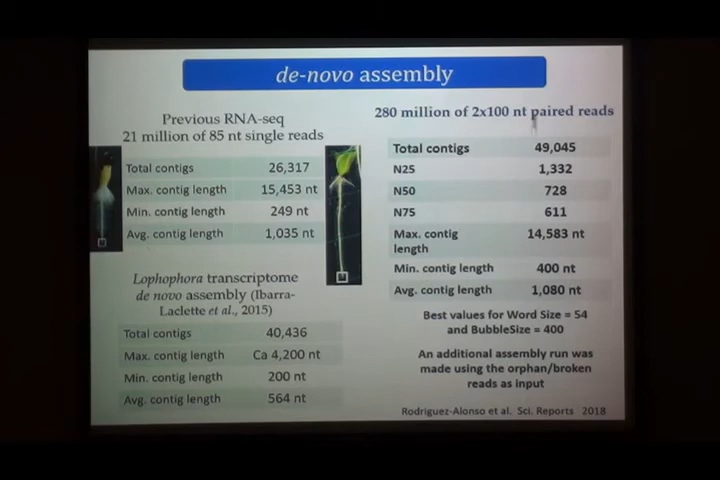 de-novo assembly
Previous RNA-seq
21 million of 85 nt single reads
Total contigs 26,317
Max. contig length 15,453 nt
Min. contig length 249 nt
Avg. contig length 1,035 nt
Lophophora transcriptome
de novo assembly (Ibarra-
Laclette et al., 2015)
Total contigs 40,436
Max. contig length Ca 4,200 nt
Min. contig length 200 nt
Avg. contig length 564 nt
280 million of 2x100 nt paired reads
Total contigs 49,045
N25 1,332
N50 728
N75 611
Max. contig 14,583 nt
length
Min. contig length 400 nt
Avg. contig length 1,080 nt
Best values for Word Size = 54
and BubbleSize = 400
An additional assembly run was
made using the orphan/broken
reads as input
Rodriguez-Alonso et al. Sci. Reports 2018